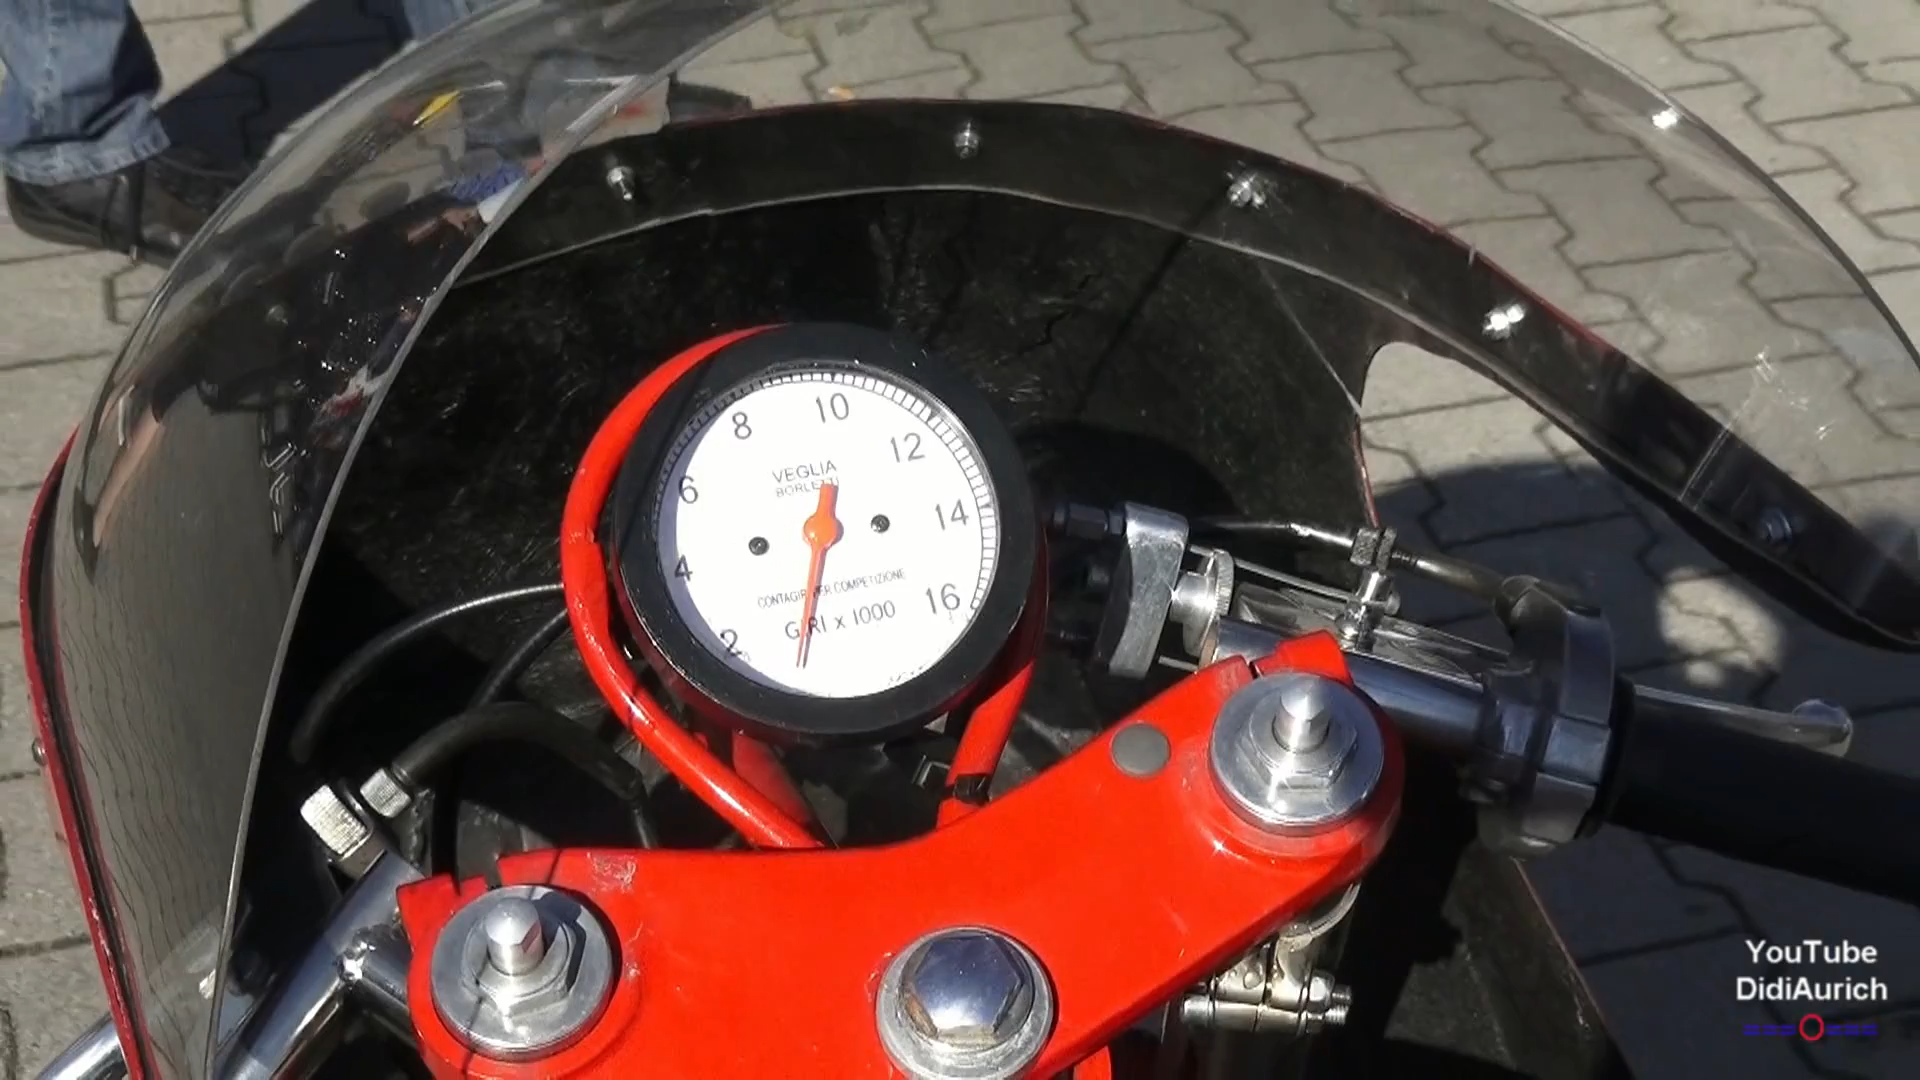 10
8
12
6
14
4
16
2
VEGLIA
BORLETTI
CONTAGIRI PER COMPETIZIONE
GIRI x 1000
YouTube
DidiAurich